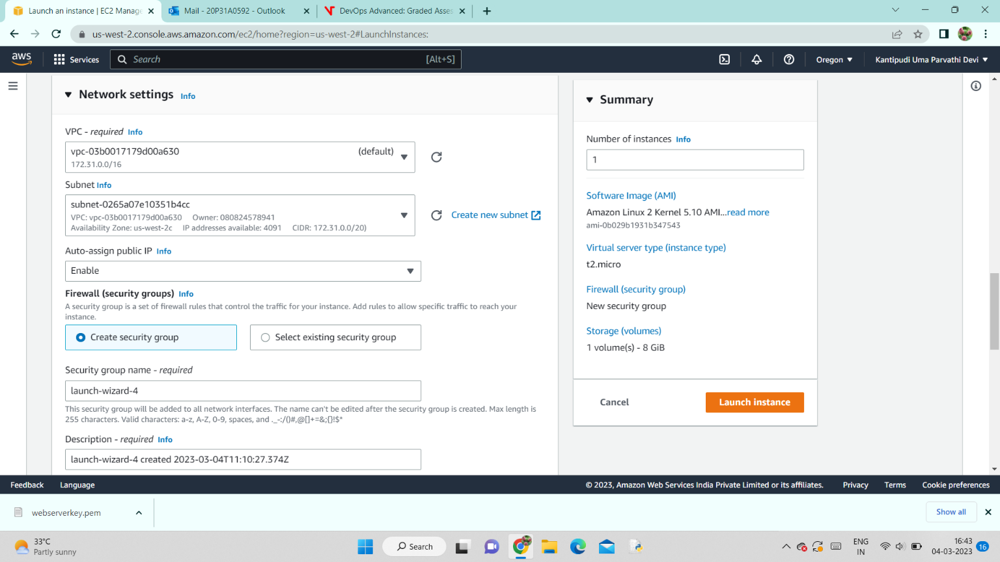 Launch an instance | EC2 Manage
Mail - 20P31A0592 - Outlook
DevOps Advanced: Graded Asses
us-west-2.console.aws.amazon.com/ec2/home?region=us-west-2#LaunchInstances:
aws
Services
Search
[Alt+S]
Oregon
Kantipudi Uma Parvathi Devi
Network settings Info
VPC - required Info
vpc-03b0017179d00a630
(default)
172.31.0.0/16
Subnet Info
subnet-0265a07e10351b4cc
VPC: vpc-03b0017179d00a630 Owner: 080824578941
Availability Zone: us-west-2c IP addresses available: 4091 CIDR: 172.31.0.0/20)
Create new subnet
Auto-assign public IP Info
Enable
Firewall (security groups) Info
A security group is a set of firewall rules that control the traffic for your instance. Add rules to allow specific traffic to reach your
instance.
Create security group
Select existing security group
Security group name - required
launch-wizard-4
This security group will be added to all network interfaces. The name can't be edited after the security group is created. Max length is
255 characters. Valid characters: a-z, A-Z, 0-9, spaces, and ._-:/()#,@[]+=&;{}!$*
Description - required Info
launch-wizard-4 created 2023-03-04T11:10:27.374Z
Summary
Number of instances Info
1
Software Image (AMI)
Amazon Linux 2 Kernel 5.10 AMI...read more
ami-0b029b1931b347543
Virtual server type (instance type)
t2.micro
Firewall (security group)
New security group
Storage (volumes)
1 volume(s) - 8 GiB
Cancel
Launch instance
Feedback
Language
© 2023, Amazon Web Services India Private Limited or its affiliates.
Privacy
Terms
Cookie preferences
webserverkey.pem
Show all
33°C
Partly sunny
Search
ENG
IN
16:43
04-03-2023
16